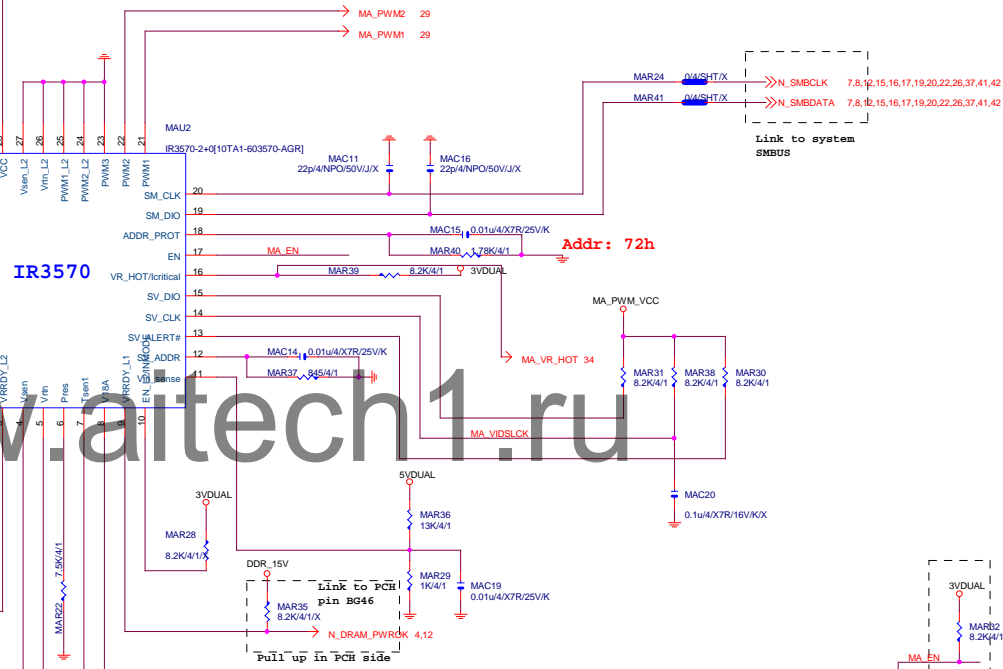 MA_PWM2 29
MA_PWM1 29
MAR24 0/4/SHT/X N_SMBCLK 7,8,12,15,16,17,19,20,22,26,37,41,42
MAR41 0/4/SHT/X N_SMBDATA 7,8,12,15,16,17,19,20,22,26,37,41,42
Link to system
SMBUS
MAU2
IR3570-2+0[10TA1-603570-AGR]
27 26 25 24 23 22 21
VCC Vsen_L2 Vrtn_L2 PWM1_L2 PWM2_L2 PWM3 PWM2 PWM1
MAC11
22p/4/NPO/50V/J/X
MAC16
22p/4/NPO/50V/J/X
SM_CLK 20
SM_DIO 19
ADDR_PROT 18
MAC15 0.01u/4/X7R/25V/K
MAR40 1.78K/4/1
Addr: 72h
EN 17 MA_EN
IR3570
VR_HOT/Icritical 16
MAR39 8.2K/4/1 3VDUAL
SV_DIO 15
SV_CLK 14
SV_ALERT# 13
SM_ADDR 12
MAC14 0.01u/4/X7R/25V/K
MAR37 845/4/1
Vin_sense 11
MA_VR_HOT 34
MA_PWM_VCC
MAR31
8.2K/4/1
MAR38
8.2K/4/1
MAR30
8.2K/4/1
VRRDY_L2 Vsen Vrtn Pres Tsen1 V18A VRRDY_L1
3 4 5 6 7 8 9 10
MA_VIDSLCK
w.aitech1.ru
MAC20
0.1u/4/X7R/16V/K/X
3VDUAL
MAR28
8.2K/4/1/X
5VDUAL
MAR36
13K/4/1
MAR29
1K/4/1
MAC19
0.01u/4/X7R/25V/K
MAR22 7.5K/4/1
DDR_15V
Link to PCH
pin BG46
MAR35
8.2K/4/1/X
N_DRAM_PWROK 4,12
Pull up in PCH side
3VDUAL
MAR32
8.2K/4/1
MA_EN